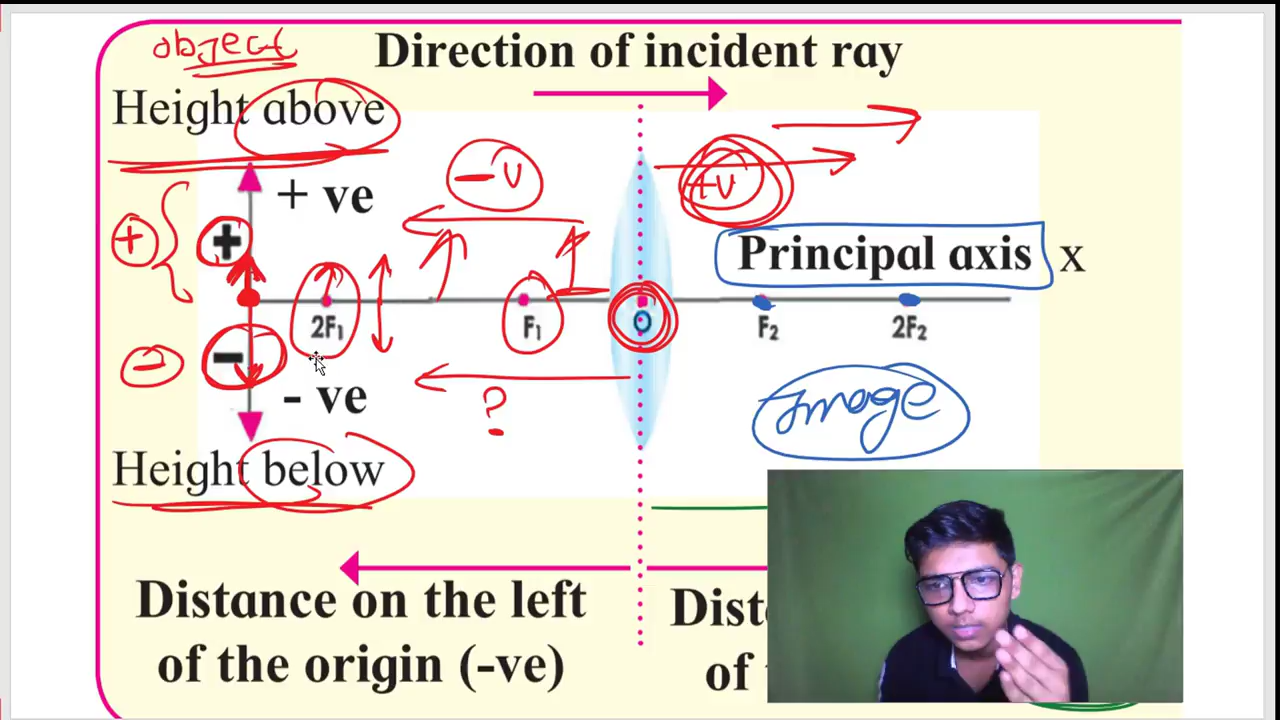 object
Direction of incident ray
Height above
+ ve
-v
+v
+
+
Principal axis x
2F₁
F₁
O
F₂
2F₂
-
-
- ve
?
Image
Height below
Distance on the left
of the origin (-ve)
of